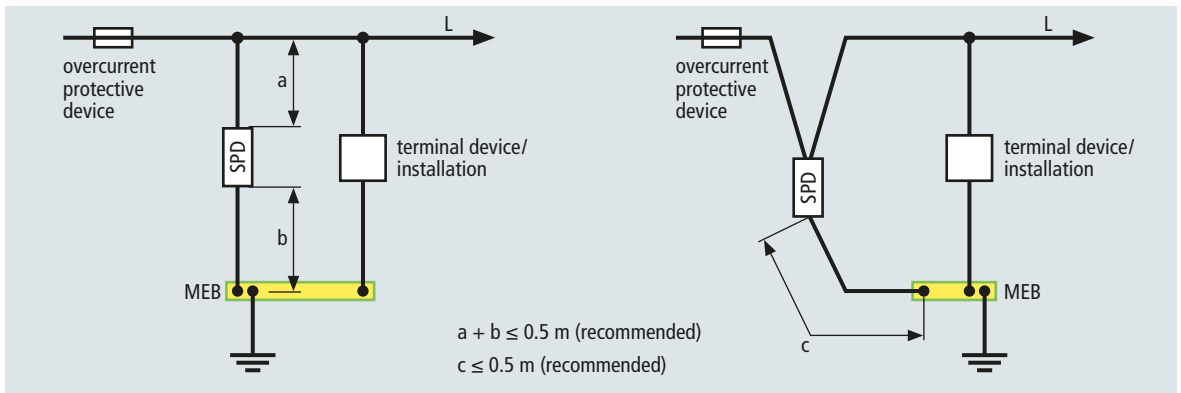 L
overcurrent
protective
device
a
SPD
terminal device/
installation
b
MEB
L
overcurrent
protective
device
terminal device/
installation
SPD
MEB
c
a + b ≤ 0.5 m (recommended)
c ≤ 0.5 m (recommended)